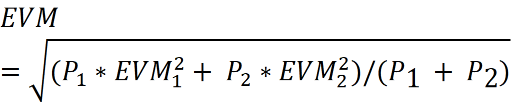 EVM
= √((P₁ * EVM₁² + P₂ * EVM₂²)/(P1 + P2))